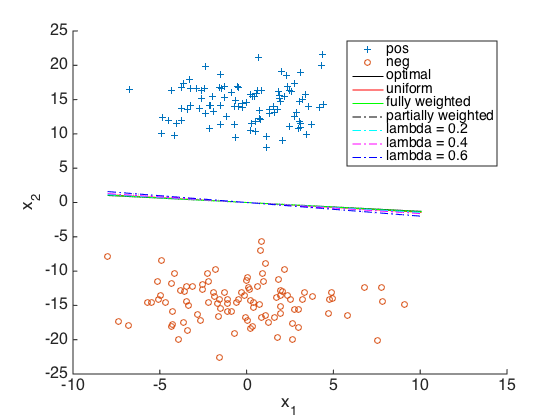 25
20
15
10
5
0
-5
-10
-15
-20
-25
x2
-10
-5
0
5
10
15
x1
pos
neg
optimal
uniform
fully weighted
partially weighted
lambda = 0.2
lambda = 0.4
lambda = 0.6